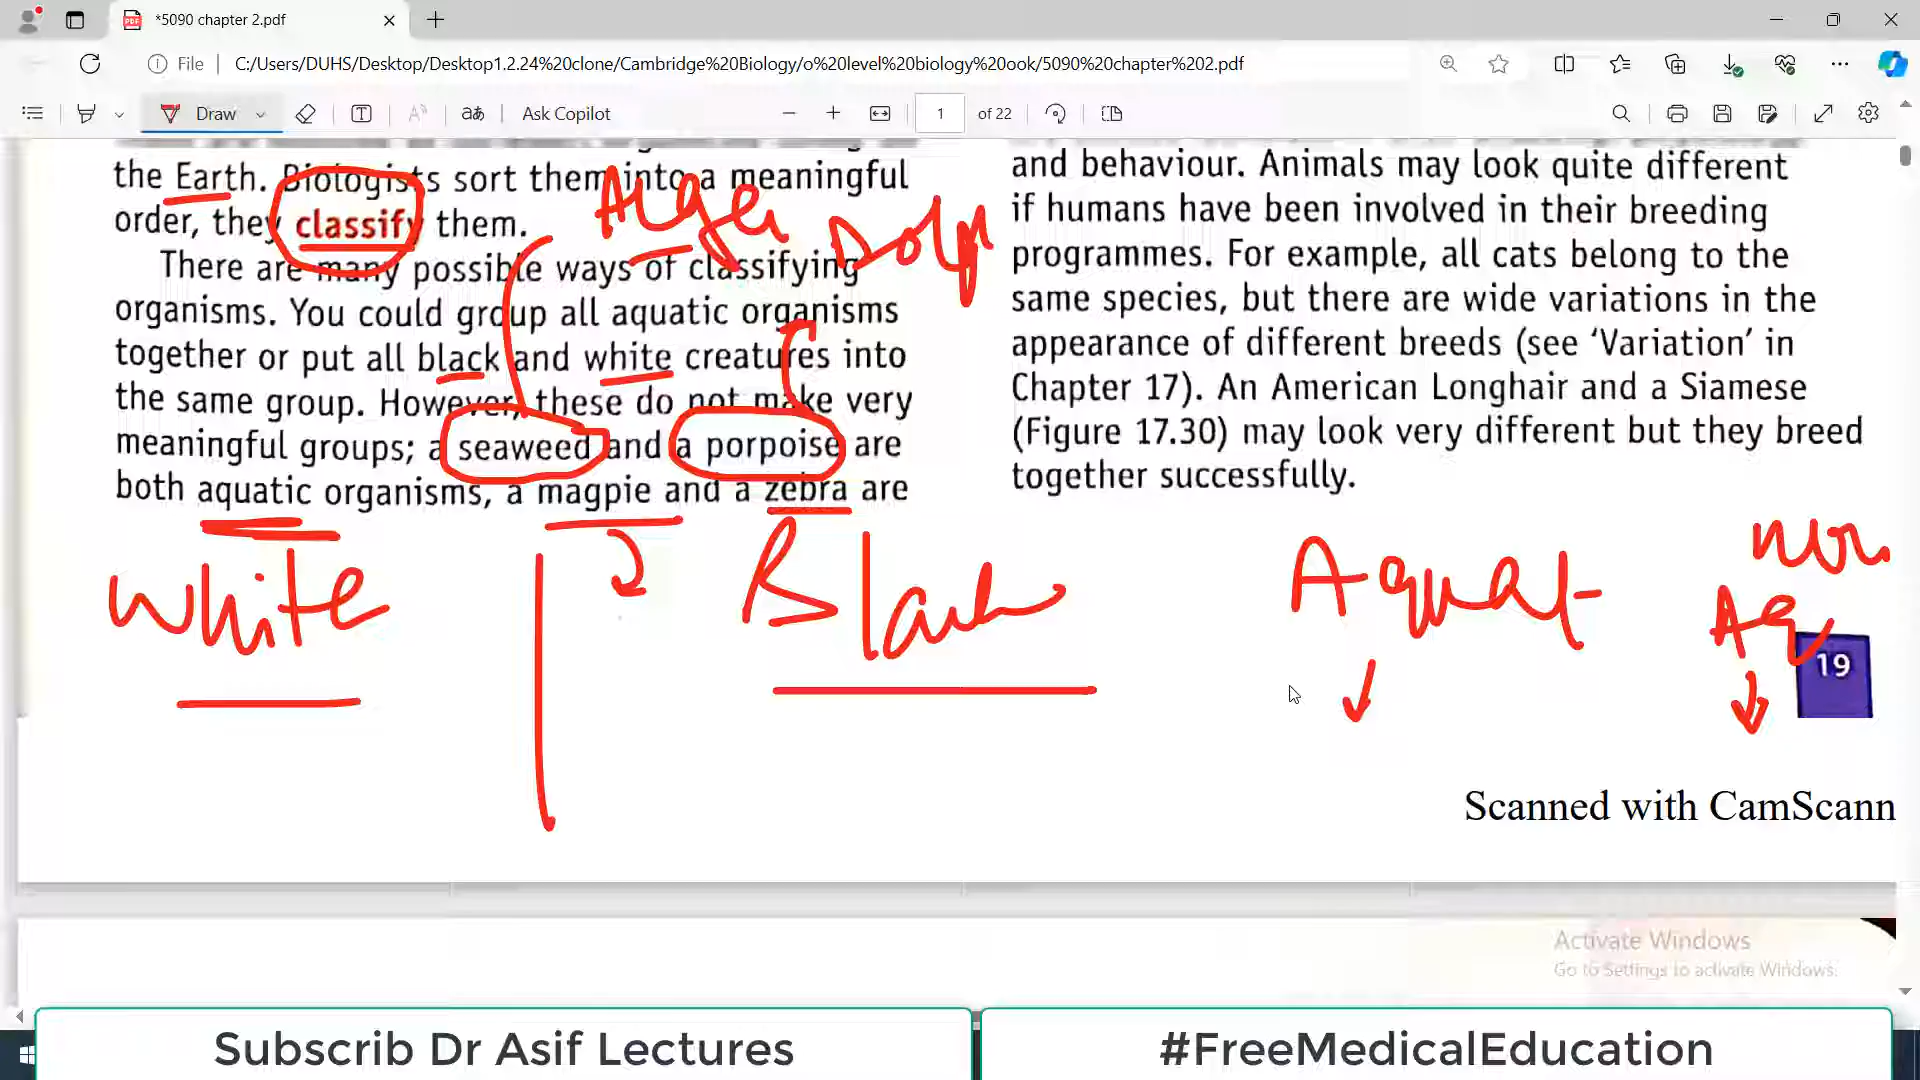 *5090 chapter 2.pdf
File
C:/Users/DUHS/Desktop/Desktop1.2.24%20clone/Cambridge%20Biology/o%20level%20biology%20ook/5090%20chapter%202.pdf
Draw
Ask Copilot
1 of 22
the Earth. Biologists sort them into a meaningful
order, they classify them.
There are many possible ways of classifying
organisms. You could group all aquatic organisms
together or put all black and white creatures into
the same group. However, these do not make very
meaningful groups; a seaweed and a porpoise are
both aquatic organisms, a magpie and a zebra are
Dolp
White
Black
and behaviour. Animals may look quite different
if humans have been involved in their breeding
programmes. For example, all cats belong to the
same species, but there are wide variations in the
appearance of different breeds (see ‘Variation’ in
Chapter 17). An American Longhair and a Siamese
(Figure 17.30) may look very different but they breed
together successfully.
Aquat
non
Aq
19
Scanned with CamScann
Activate Windows
Go to Settings to activate Windows.
Subscrib Dr Asif Lectures
#FreeMedicalEducation